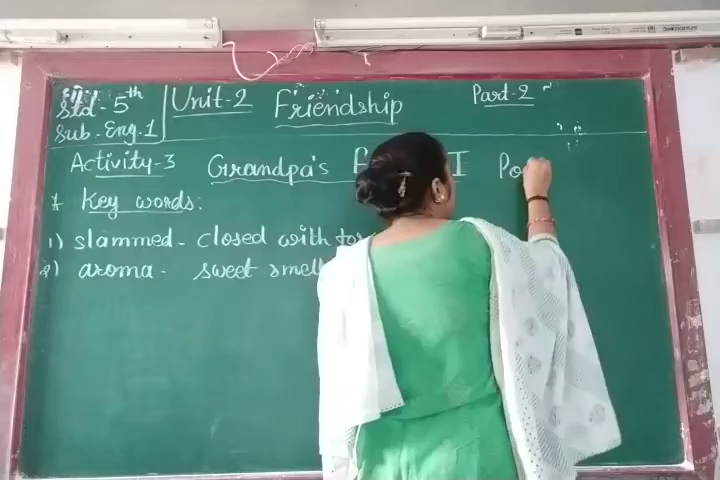 Std - 5th Unit-2 Friendship Part-2
Sub. Eng. 1
Activity-3 Grandpa's I Po
* Key words:
1) slammed - closed with
2) aroma - sweet smell